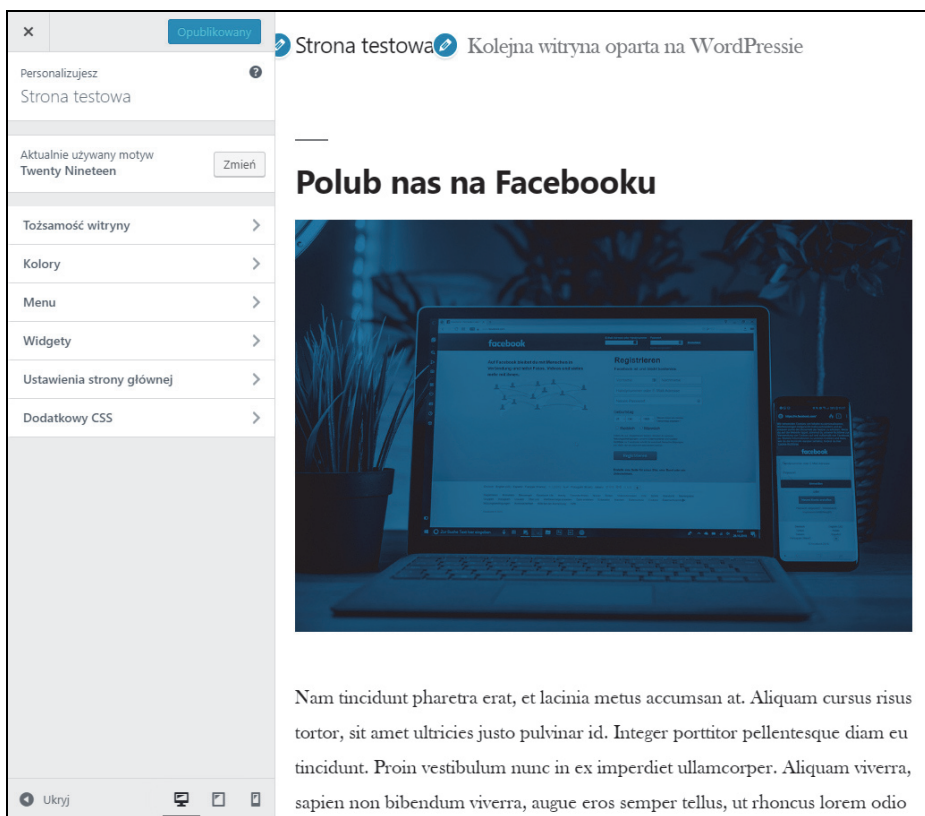 Opublikowany
Personalizujesz
Strona testowa
Aktualnie używany motyw
Twenty Nineteen
Zmień
Tożsamość witryny
Kolory
Menu
Widgety
Ustawienia strony głównej
Dodatkowy CSS
Ukryj
Strona testowa Kolejna witryna oparta na WordPressie
Polub nas na Facebooku
facebook
Registrieren
facebook
Nam tincidunt pharetra erat, et lacinia metus accumsan at. Aliquam cursus risus
tortor, sit amet ultricies justo pulvinar id. Integer porttitor pellentesque diam eu
tincidunt. Proin vestibulum nunc in ex imperdiet ullamcorper. Aliquam viverra,
sapien non bibendum viverra, augue eros semper tellus, ut rhoncus lorem odio